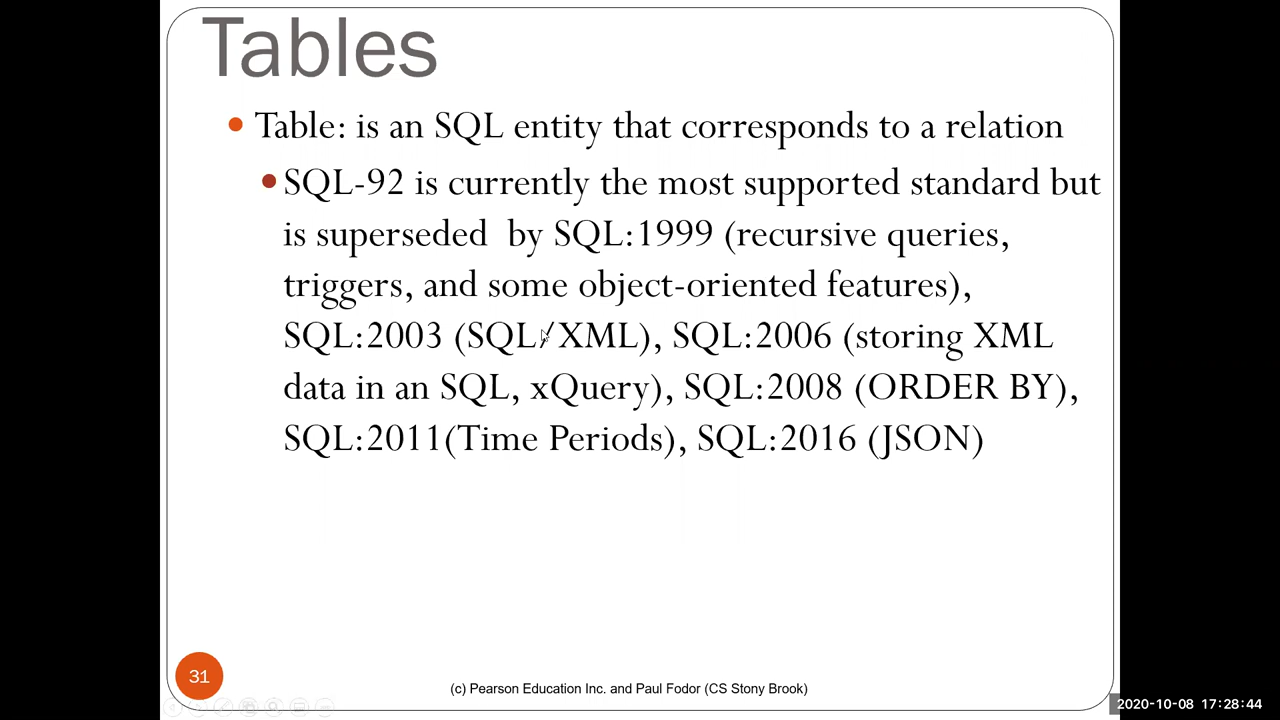 Tables
• Table: is an SQL entity that corresponds to a relation
• SQL-92 is currently the most supported standard but
is superseded by SQL:1999 (recursive queries,
triggers, and some object-oriented features),
SQL:2003 (SQL/XML), SQL:2006 (storing XML
data in an SQL, xQuery), SQL:2008 (ORDER BY),
SQL:2011(Time Periods), SQL:2016 (JSON)
31
(c) Pearson Education Inc. and Paul Fodor (CS Stony Brook)
2020-10-08 17:28:44